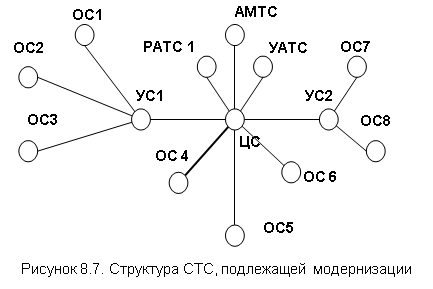 АМТС
ОС1
ОС2
РАТС 1
УАТС
ОС7
УС1
УС2
ОС3
ОС8
ЦС
ОС 4
ОС 6
ОС5
Рисунок 8.7. Структура СТС, подлежащей модернизации